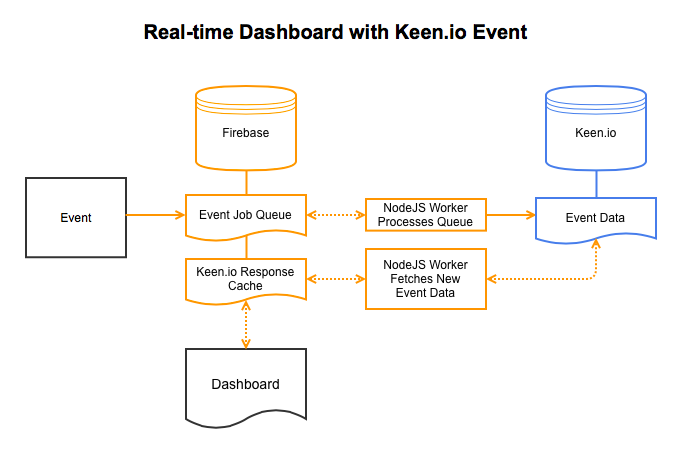 Real-time Dashboard with Keen.io Event
Firebase
Keen.io
Event
Event Job Queue
NodeJS Worker
Processes Queue
Event Data
Keen.io Response
Cache
NodeJS Worker
Fetches New
Event Data
Dashboard